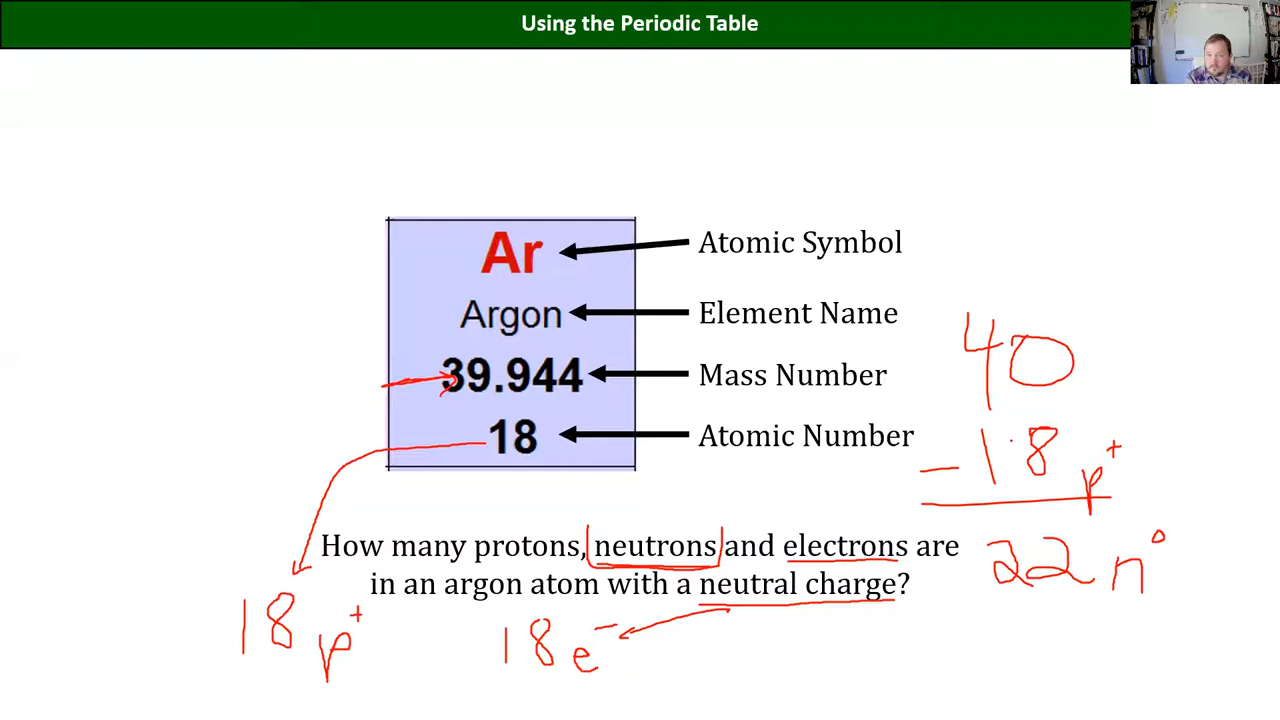 Using the Periodic Table
Ar
Atomic Symbol
Argon
Element Name
39.944
Mass Number
18
Atomic Number
40
- 18 p+
22 n°
How many protons, neutrons and electrons are
in an argon atom with a neutral charge?
18 p+
18 e−